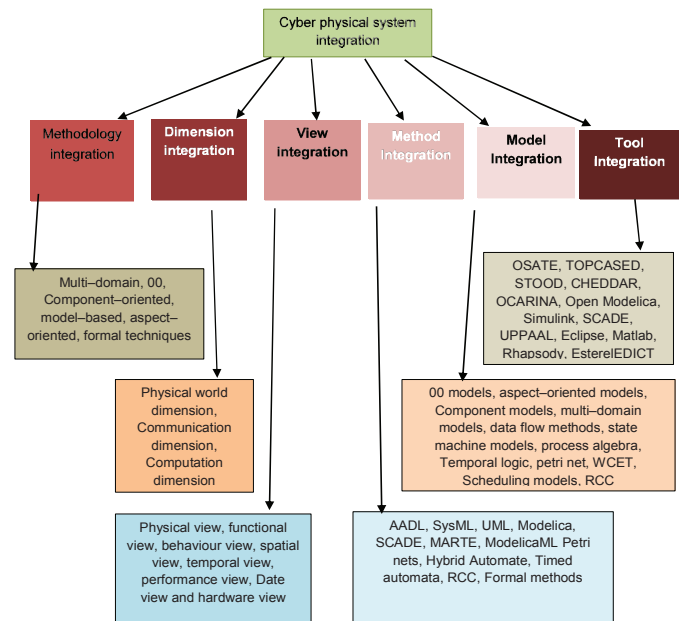 Cyber physical system
integration
Methodology
integration
Dimension
integration
View
integration
Method
Integration
Model
Integration
Tool
Integration
Multi–domain, 00,
Component–oriented,
model–based, aspect–
oriented, formal techniques
OSATE, TOPCASED,
STOOD, CHEDDAR,
OCARINA, Open Modelica,
Simulink, SCADE,
UPPAAL, Eclipse, Matlab,
Rhapsody, EsterelEDICT
Physical world
dimension,
Communication
dimension,
Computation
dimension
00 models, aspect–oriented models,
Component models, multi–domain
models, data flow methods, state
machine models, process algebra,
Temporal logic, petri net, WCET,
Scheduling models, RCC
Physical view, functional
view, behaviour view, spatial
view, temporal view,
performance view, Date
view and hardware view
AADL, SysML, UML, Modelica,
SCADE, MARTE, ModelicaML Petri
nets, Hybrid Automate, Timed
automata, RCC, Formal methods